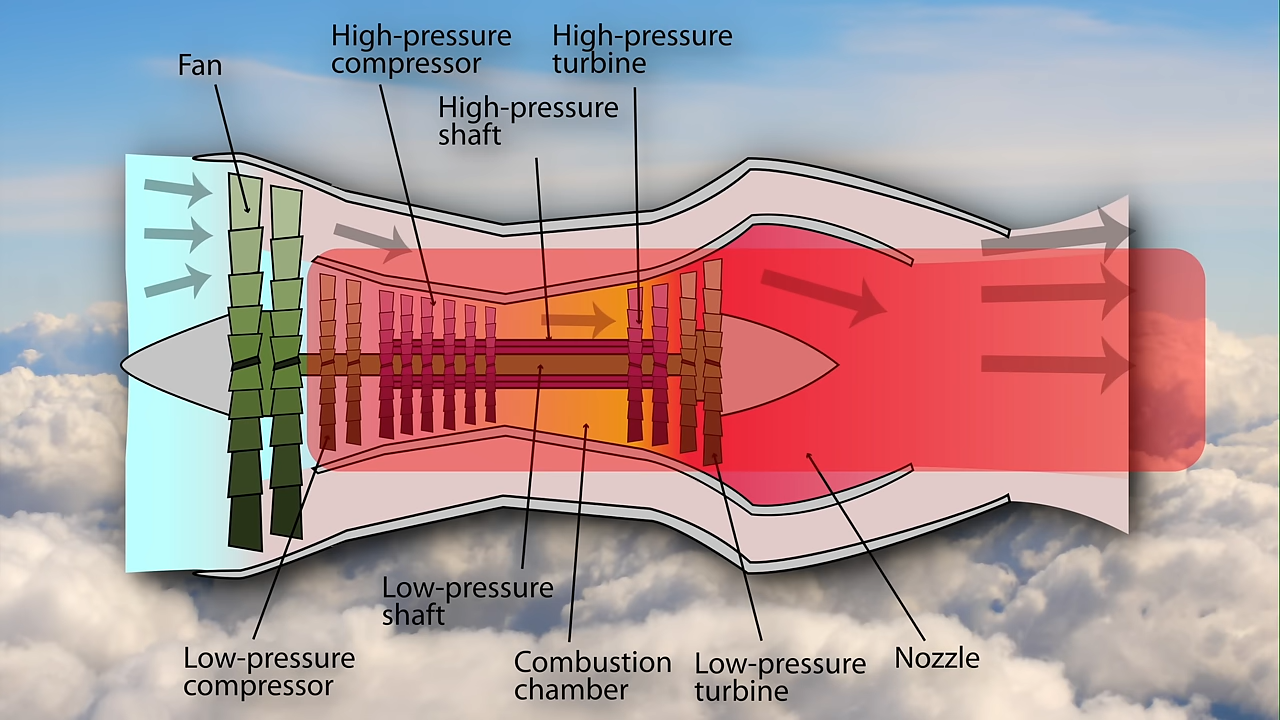 High-pressure
compressor
High-pressure
turbine
Fan
High-pressure
shaft
Low-pressure
shaft
Low-pressure
compressor
Combustion
chamber
Low-pressure
turbine
Nozzle